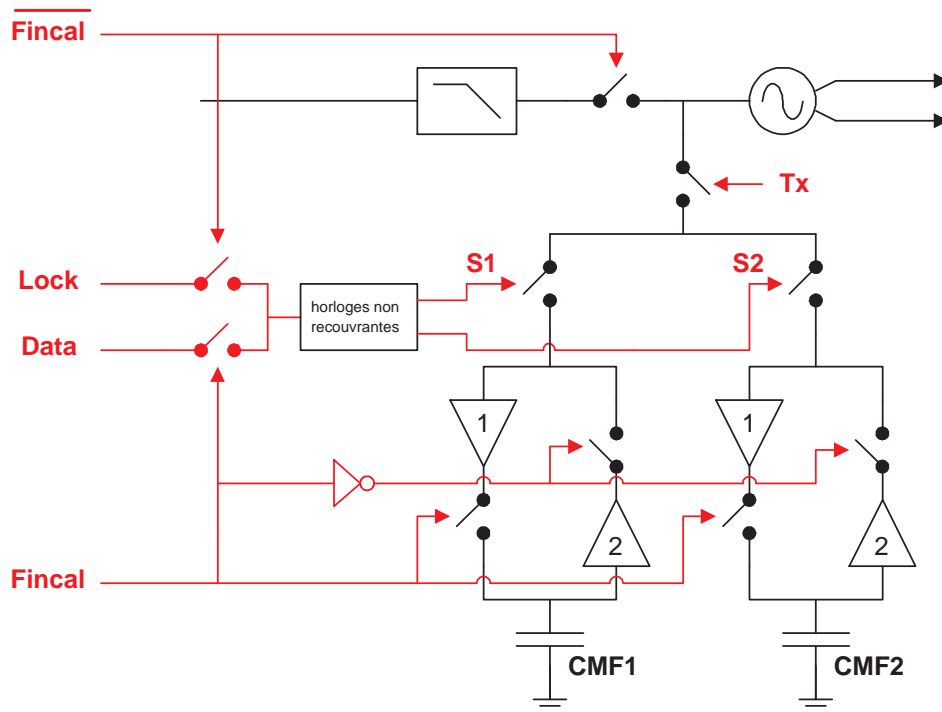 Fincal
Tx
Lock
S1
S2
horloges non
recouvrantes
Data
1
1
2
2
Fincal
CMF1
CMF2